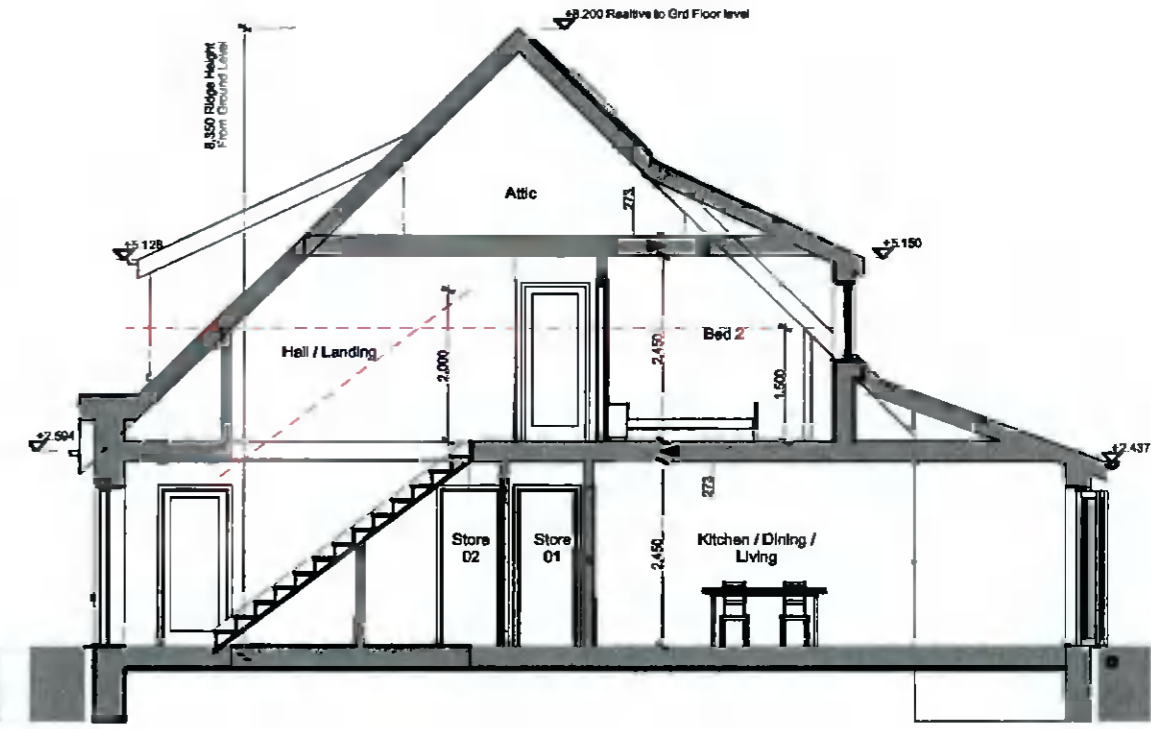 +8.200 Realtive to Grd Floor level
8,350 Ridge Height
From Ground Level
Attic
273
+5.128
+5.150
Hall / Landing
2,000
2,450
Bed 2
1,500
+2.594
+2.437
273
Store
02
Store
01
2,450
Kitchen / Dining /
Living